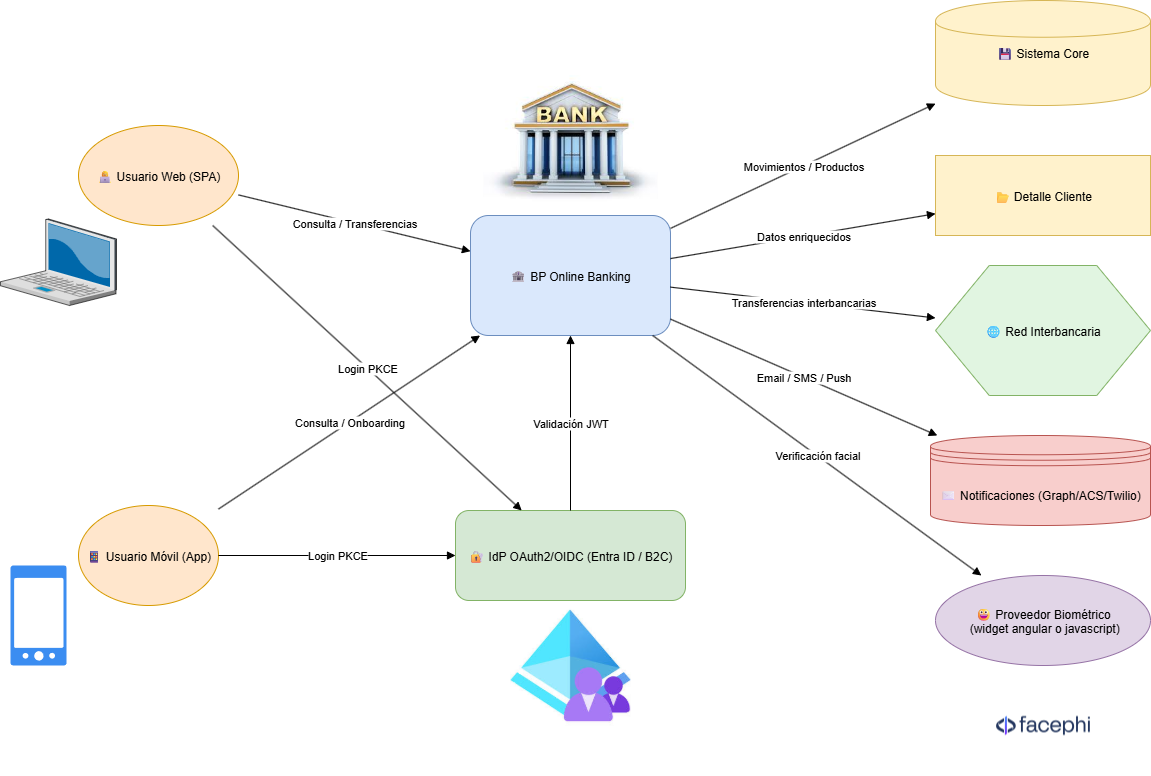 💾 Sistema Core
BANK
Movimientos / Productos
👩‍💻 Usuario Web (SPA)
📂 Detalle Cliente
Consulta / Transferencias
Datos enriquecidos
🏦 BP Online Banking
Transferencias interbancarias
🌐 Red Interbancaria
Login PKCE
Email / SMS / Push
Consulta / Onboarding
Validación JWT
Verificación facial
📨 Notificaciones (Graph/ACS/Twilio)
📱 Usuario Móvil (App)
Login PKCE
🔐 IdP OAuth2/OIDC (Entra ID / B2C)
😀 Proveedor Biométrico
(widget angular o javascript)
facephi